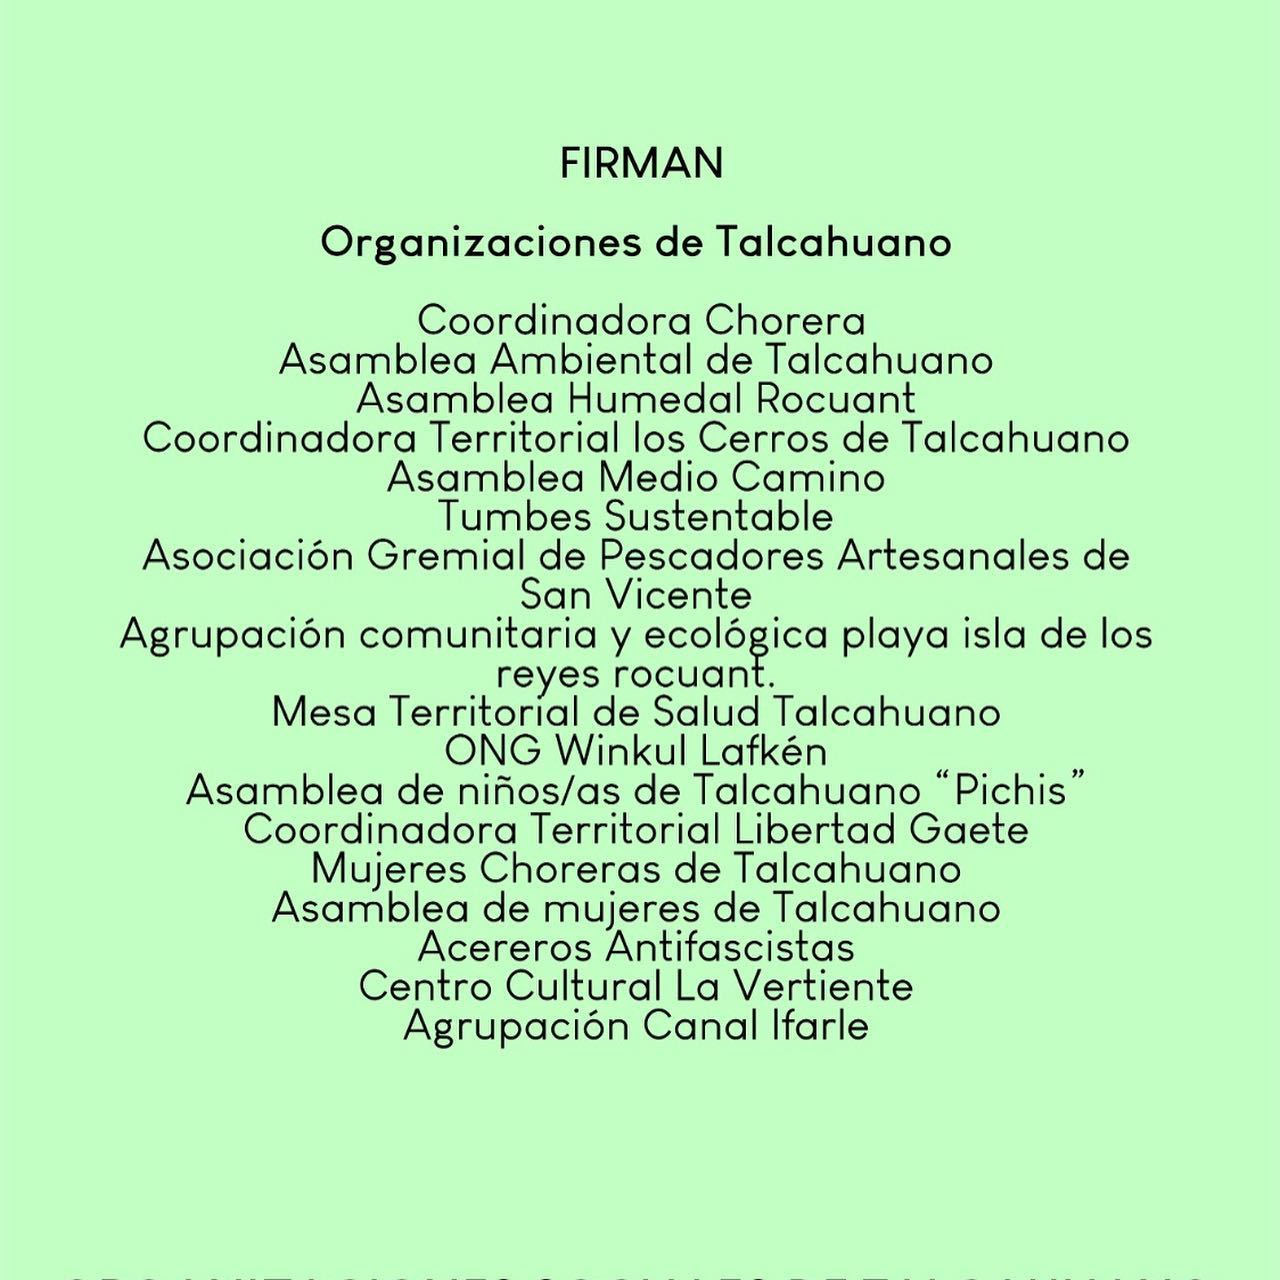 FIRMAN
Organizaciones de Talcahuano
Coordinadora Chorera
Asamblea Ambiental de Talcahuano
Asamblea Humedal Rocuant
Coordinadora Territorial los Cerros de Talcahuano
Asamblea Medio Camino
Tumbes Sustentable
Asociación Gremial de Pescadores Artesanales de
San Vicente
Agrupación comunitaria y ecológica playa isla de los
reyes rocuant.
Mesa Territorial de Salud Talcahuano
ONG Winkul Lafkén
Asamblea de niños/as de Talcahuano “Pichis”
Coordinadora Territorial Libertad Gaete
Mujeres Choreras de Talcahuano
Asamblea de mujeres de Talcahuano
Acereros Antifascistas
Centro Cultural La Vertiente
Agrupación Canal Ifarle